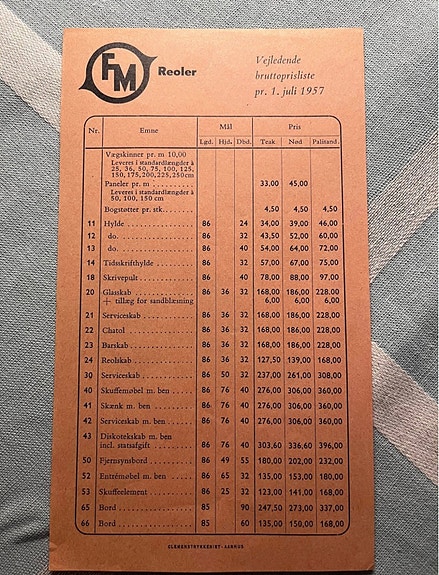 FM Reoler
Vejledende
bruttoprisliste
pr. 1. juli 1957
Nr. Emne Mål Pris
Lgd. Hjd. Dbd. Teak Nød Palisand.
Vægskinner pr. m 10,00
Leveres i standardlængder à
25, 36, 50, 75, 100, 125,
150, 175, 200, 225, 250 cm
Paneler pr. m .......... 33,00 45,00
Leveres i standardlængder à
50, 100, 150 cm
Bogstøtter pr. stk. ...... 4,50 4,50 4,50
11 Hylde .......... 86 24 34,00 39,00 46,00
12 do. .......... 86 32 43,50 52,00 60,00
13 do. .......... 86 40 54,00 64,00 72,00
14 Tidsskrifthylde ........ 86 32 57,00 67,00 75,00
18 Skrivepult .......... 86 40 78,00 88,00 97,00
20 Glasskab .......... 86 36 32 168,00 186,00 228,00
+ tillæg for sandblæsning 6,00 6,00 6,00
21 Serviceskab .......... 86 36 32 168,00 186,00 228,00
22 Chatol .......... 86 36 32 168,00 186,00 228,00
23 Barskab .......... 86 36 32 168,00 186,00 228,00
24 Reolskab .......... 86 36 32 127,50 139,00 168,00
30 Serviceskab .......... 86 50 32 237,00 261,00 308,00
40 Skuffemøbel m. ben ...... 86 76 40 276,00 306,00 360,00
41 Skænk m. ben ........ 86 76 40 276,00 306,00 360,00
42 Serviceskab m. ben ...... 86 76 40 276,00 306,00 360,00
43 Diskotekskab m. ben
incl. statsafgift ........ 86 76 40 303,60 336,60 396,00
50 Fjernsynsbord ........ 86 49 55 180,00 202,00 232,00
52 Entrémøbel m. ben ...... 86 65 32 135,00 153,00 180,00
53 Skuffeelement ........ 86 25 32 123,00 141,00 168,00
65 Bord .......... 85 90 247,50 273,00 337,00
66 Bord .......... 85 60 135,00 150,00 168,00
CLEMENSTRYKKERIET · AARHUS